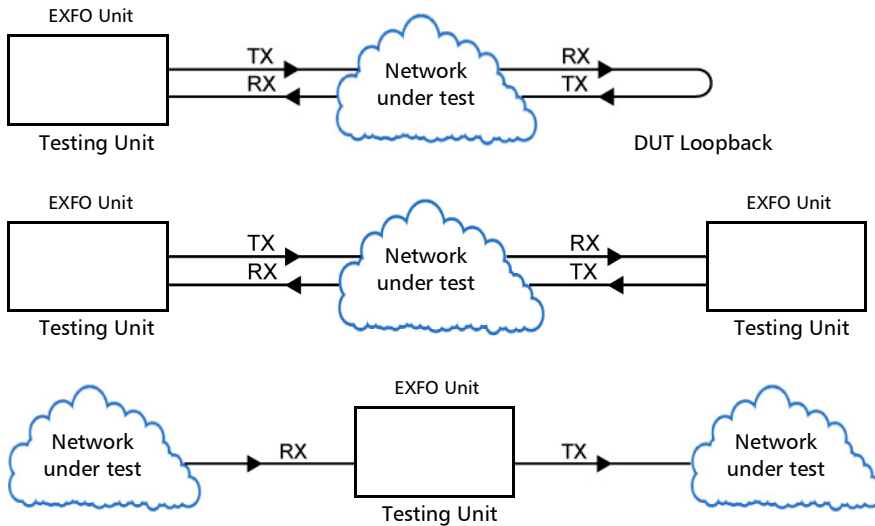 EXFO Unit
TX
RX
Network
under test
RX
TX
Testing Unit
DUT Loopback
EXFO Unit
EXFO Unit
TX
RX
Network
under test
RX
TX
Testing Unit
Testing Unit
EXFO Unit
Network
under test
RX
TX
Network
under test
Testing Unit